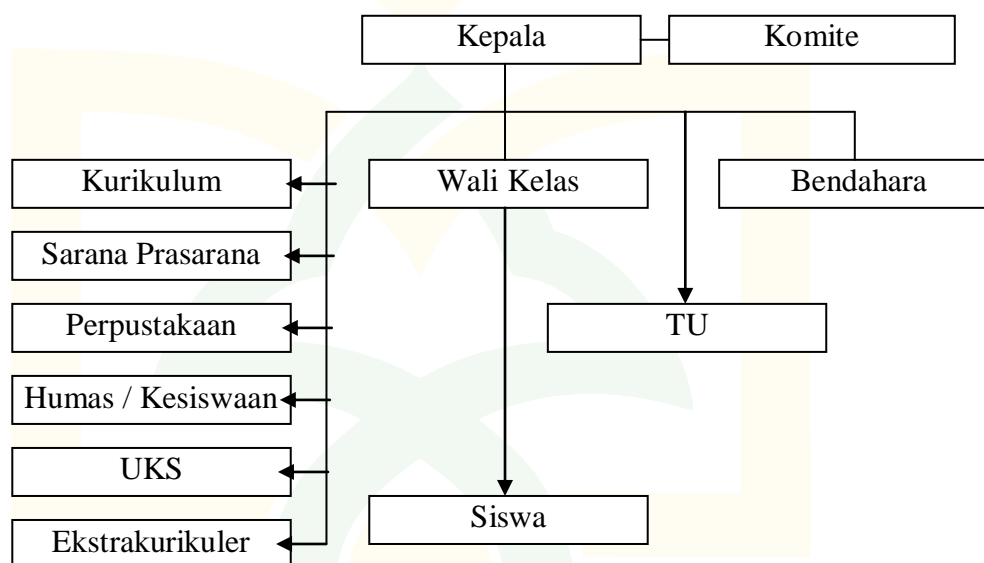 Kepala
Komite
Kurikulum
Wali Kelas
Bendahara
Sarana Prasarana
Perpustakaan
TU
Humas / Kesiswaan
UKS
Siswa
Ekstrakurikuler